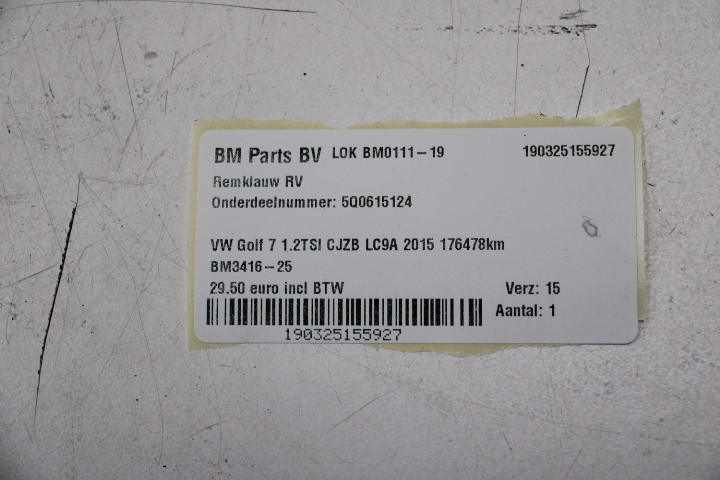 BM Parts BV LOK BM0111-19 190325155927
Remklauw RV
Onderdeelnummer: 5Q0615124
VW Golf 7 1.2TSI CJZB LC9A 2015 176478km
BM3416-25
29.50 euro incl BTW Verz: 15
Aantal: 1
190325155927